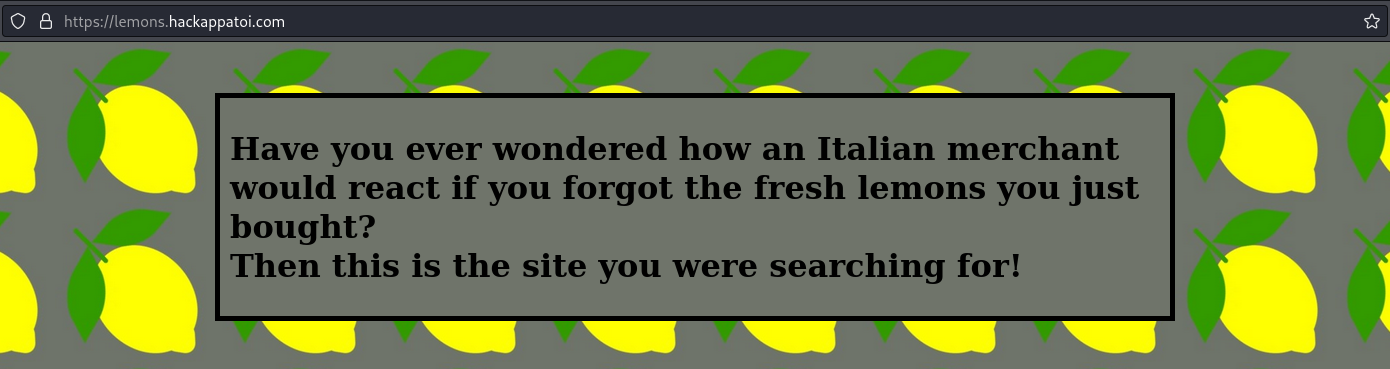 https://lemons.hackappatoi.com
Have you ever wondered how an Italian merchant
would react if you forgot the fresh lemons you just
bought?
Then this is the site you were searching for!